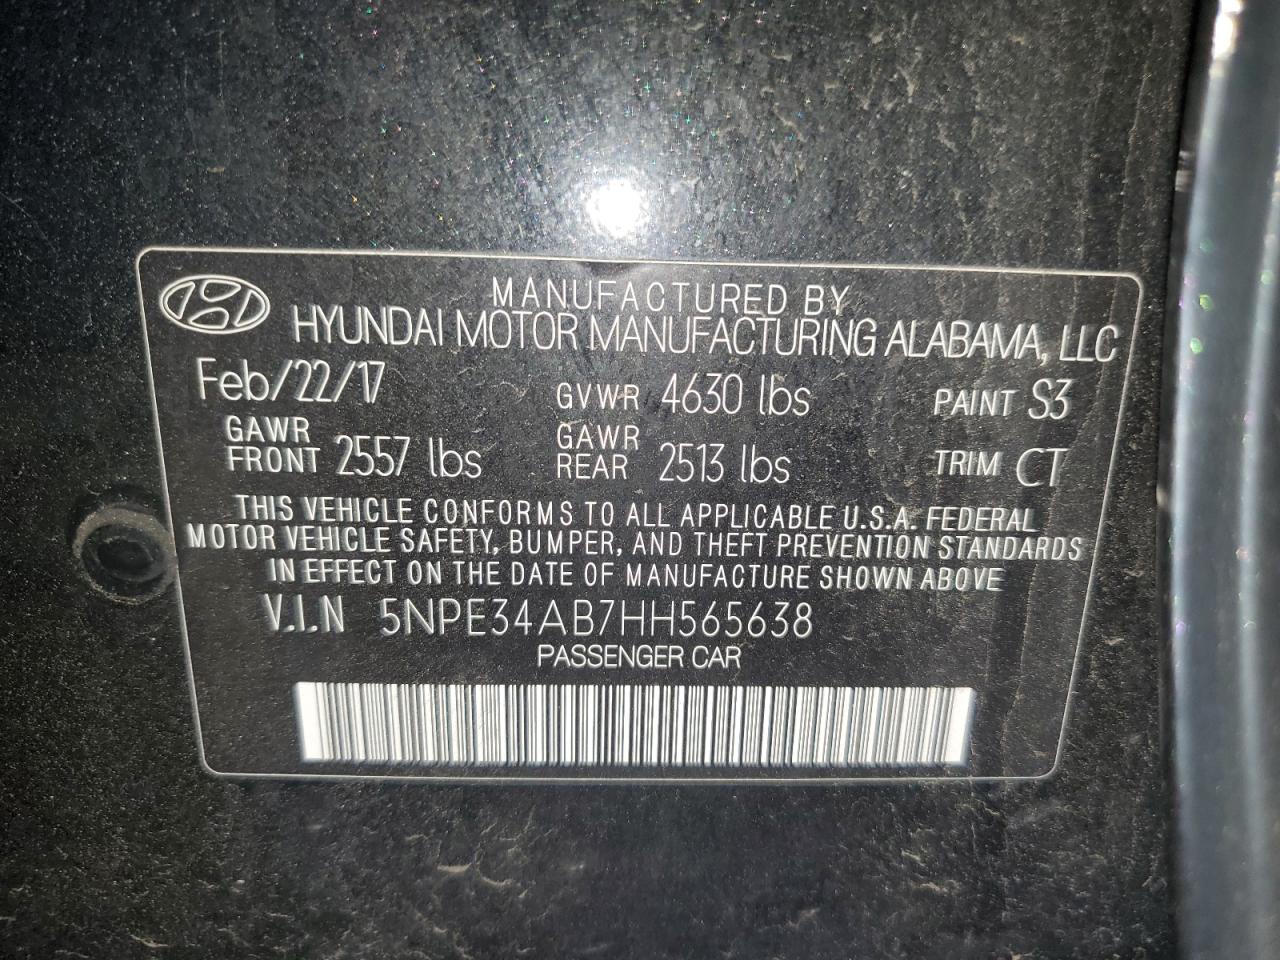 MANUFACTURED BY
HYUNDAI MOTOR MANUFACTURING ALABAMA, LLC
Feb/22/17 GVWR 4630 lbs PAINT S3
GAWR FRONT 2557 lbs GAWR REAR 2513 lbs TRIM CT
THIS VEHICLE CONFORMS TO ALL APPLICABLE U.S.A. FEDERAL
MOTOR VEHICLE SAFETY, BUMPER, AND THEFT PREVENTION STANDARDS
IN EFFECT ON THE DATE OF MANUFACTURE SHOWN ABOVE
V.I.N 5NPE34AB7HH565638
PASSENGER CAR